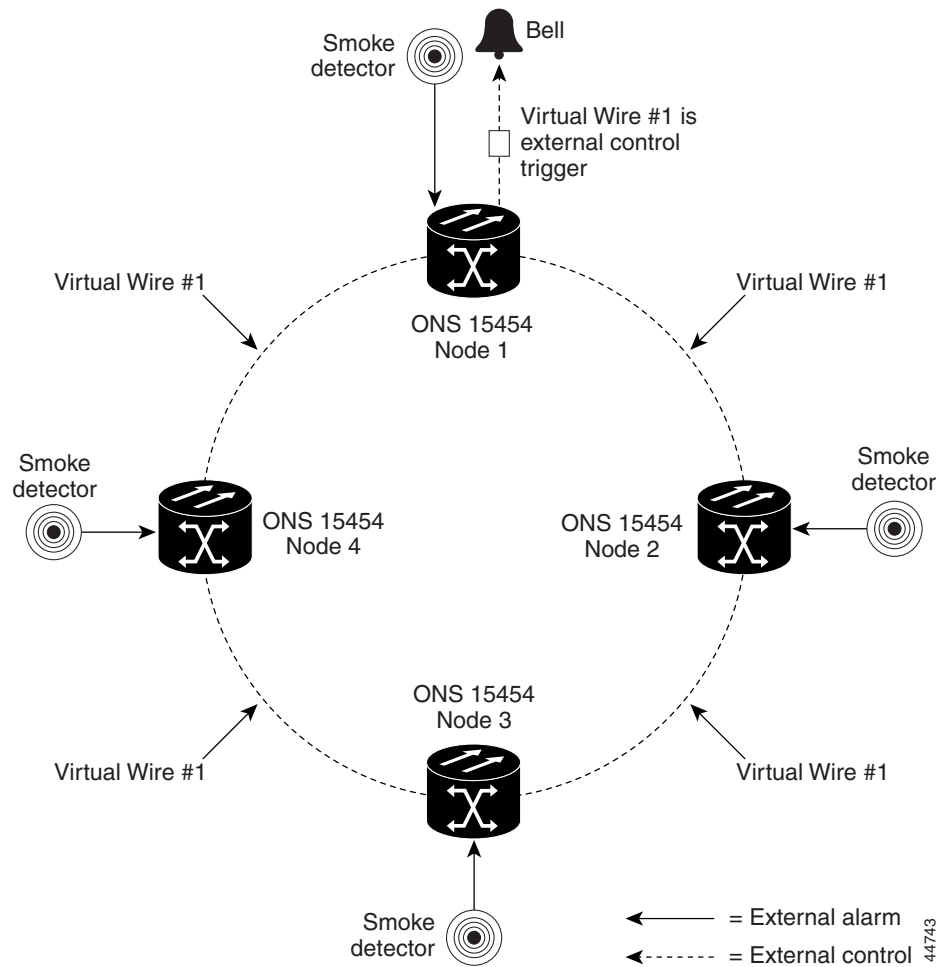 Smoke
detector
Bell
Virtual Wire #1 is
external control
trigger
Virtual Wire #1
Virtual Wire #1
ONS 15454
Node 1
Smoke
detector
ONS 15454
Node 4
ONS 15454
Node 2
Smoke
detector
ONS 15454
Node 3
Virtual Wire #1
Virtual Wire #1
Smoke
detector
= External alarm
= External control
44743